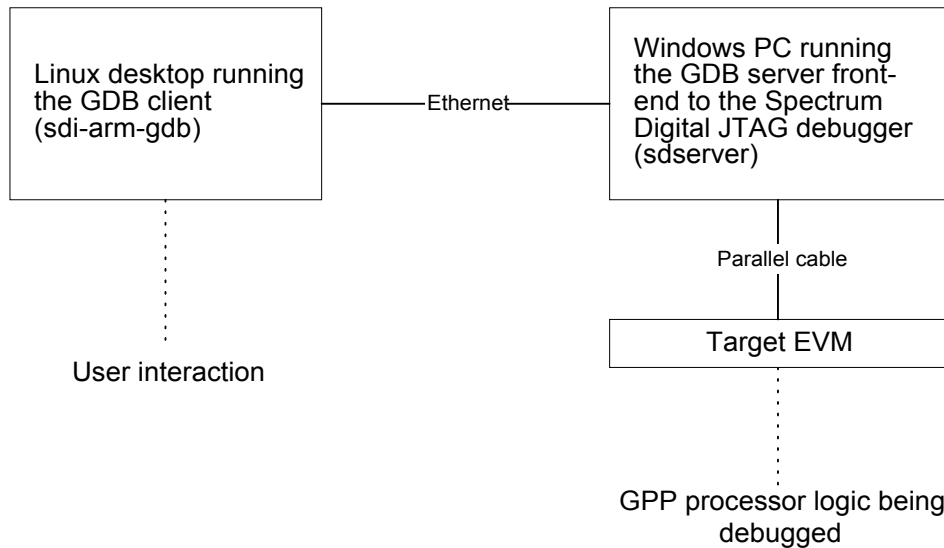 Linux desktop running
the GDB client
(sdi-arm-gdb)
Ethernet
Windows PC running
the GDB server front-
end to the Spectrum
Digital JTAG debugger
(sdserver)
Parallel cable
Target EVM
User interaction
GPP processor logic being
debugged